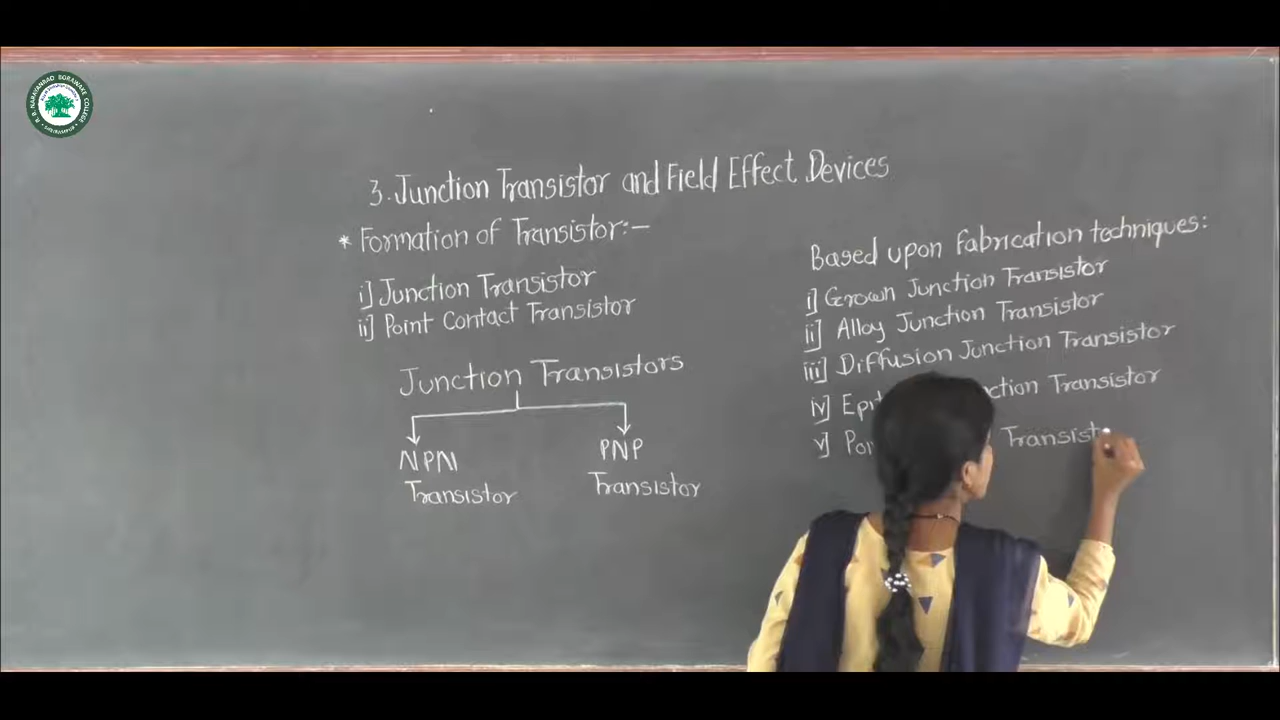 3. Junction Transistor and Field Effect Devices
* Formation of Transistor:-
i] Junction Transistor
ii] Point Contact Transistor
Junction Transistors
NPN
Transistor
PNP
Transistor
Based upon fabrication techniques:
i] Grown Junction Transistor
ii] Alloy Junction Transistor
iii] Diffusion Junction Transistor
iv] Transistor
v] Transisto